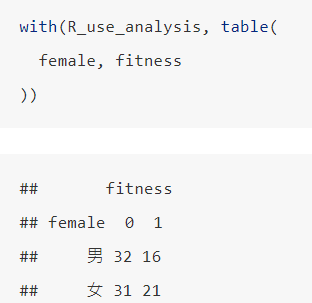 with(R_use_analysis, table(
  female, fitness
))
##       fitness
## female  0  1
##     男 32 16
##     女 31 21